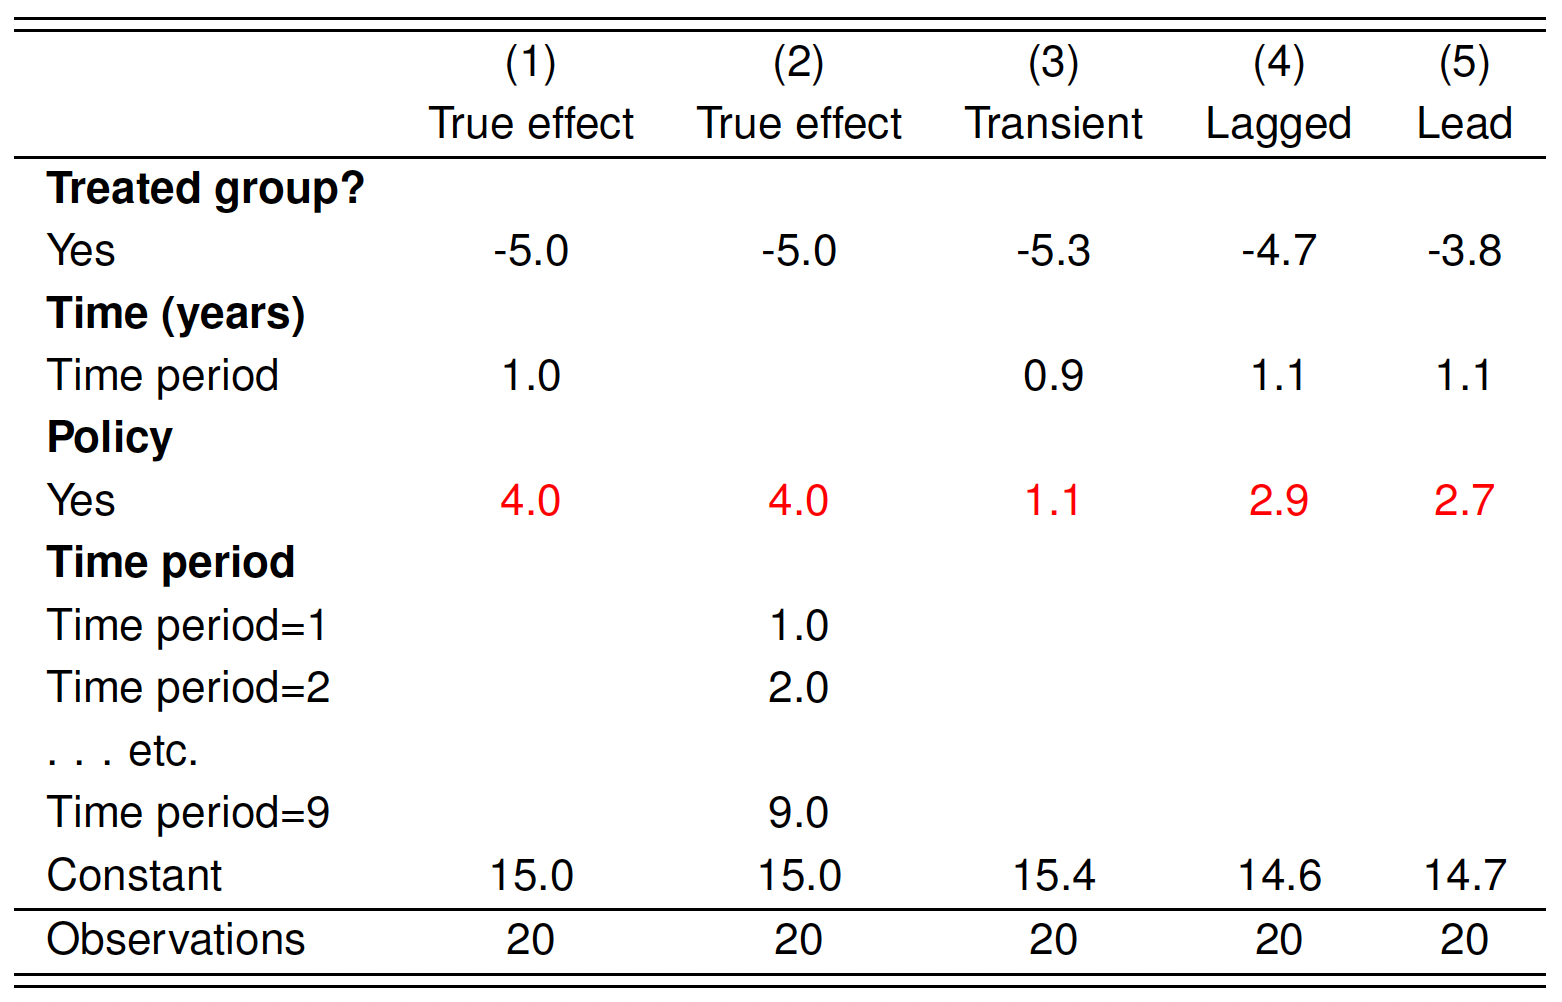 (1) (2) (3) (4) (5)
True effect True effect Transient Lagged Lead
Treated group?
Yes -5.0 -5.0 -5.3 -4.7 -3.8
Time (years)
Time period 1.0 0.9 1.1 1.1
Policy
Yes 4.0 4.0 1.1 2.9 2.7
Time period
Time period=1 1.0
Time period=2 2.0
. . . etc.
Time period=9 9.0
Constant 15.0 15.0 15.4 14.6 14.7
Observations 20 20 20 20 20